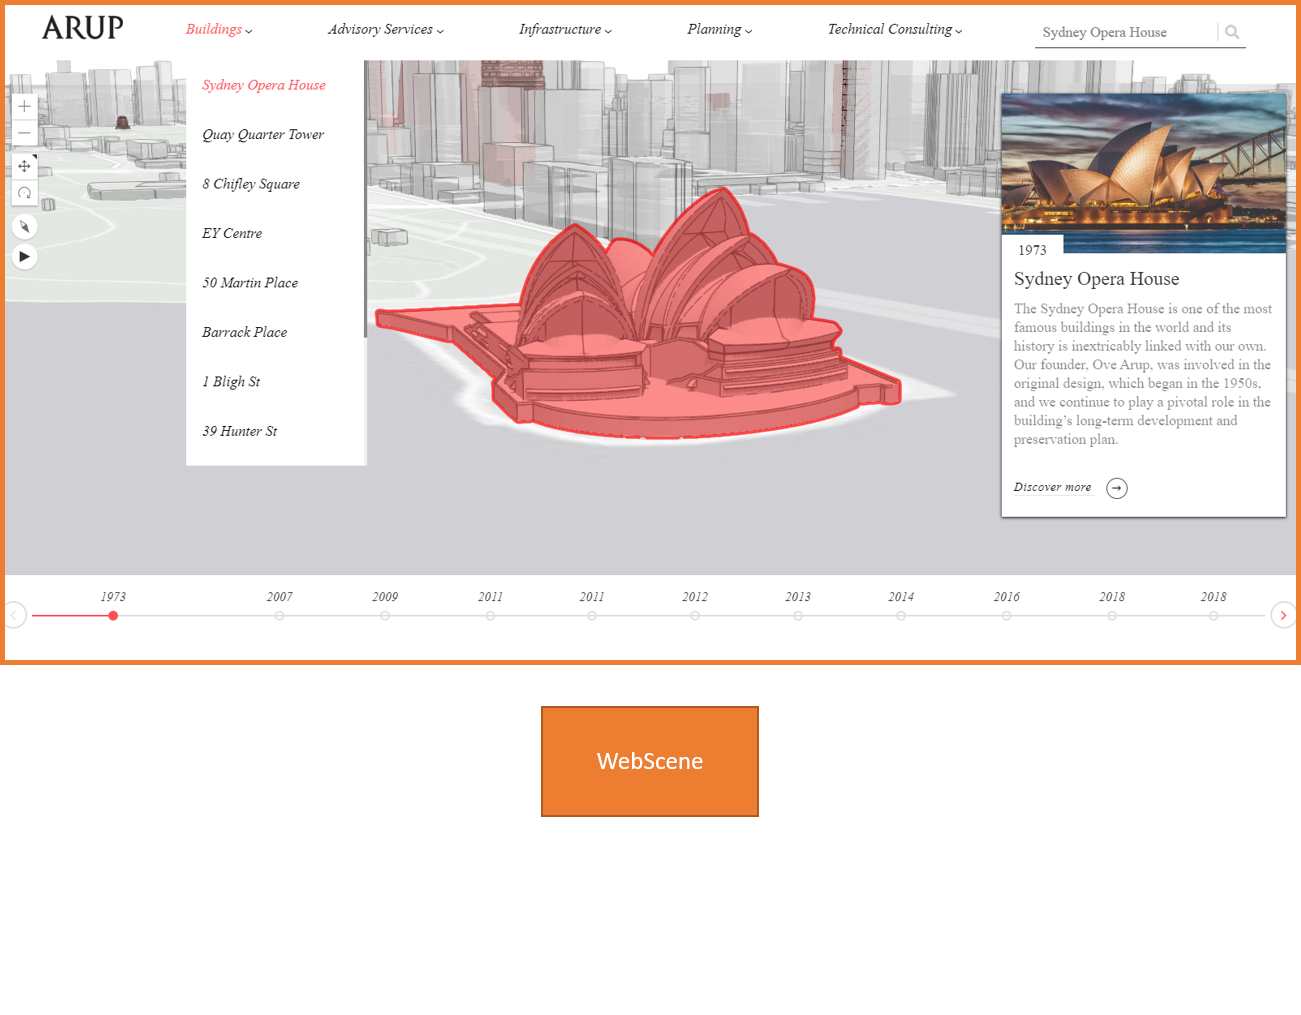 ARUP
Buildings
Advisory Services
Infrastructure
Planning
Technical Consulting
Sydney Opera House
Sydney Opera House
Quay Quarter Tower
8 Chifley Square
EY Centre
50 Martin Place
Barrack Place
1 Bligh St
39 Hunter St
1973
Sydney Opera House
The Sydney Opera House is one of the most
famous buildings in the world and its
history is inextricably linked with our own.
Our founder, Ove Arup, was involved in the
original design, which began in the 1950s,
and we continue to play a pivotal role in the
building’s long-term development and
preservation plan.
Discover more
1973
2007
2009
2011
2011
2012
2013
2014
2016
2018
2018
WebScene